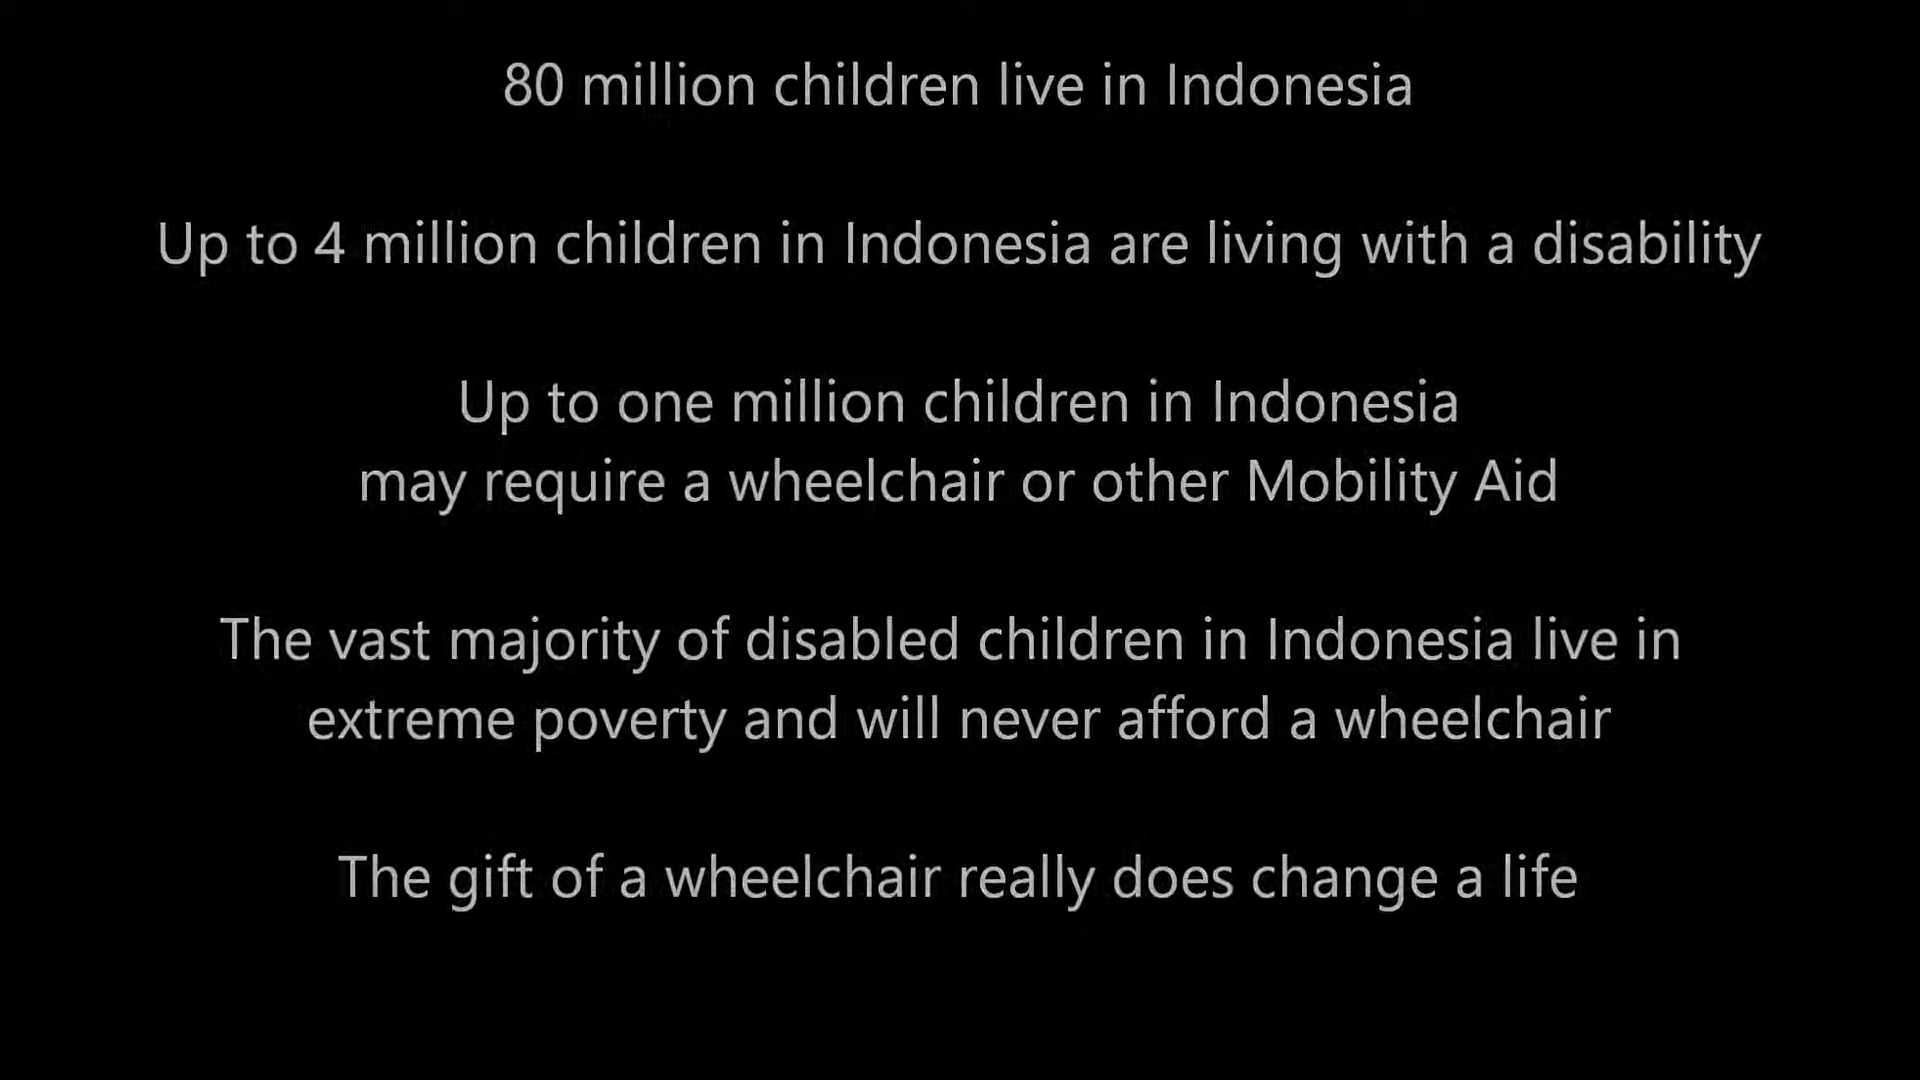 80 million children live in Indonesia
Up to 4 million children in Indonesia are living with a disability
Up to one million children in Indonesia
may require a wheelchair or other Mobility Aid
The vast majority of disabled children in Indonesia live in
extreme poverty and will never afford a wheelchair
The gift of a wheelchair really does change a life